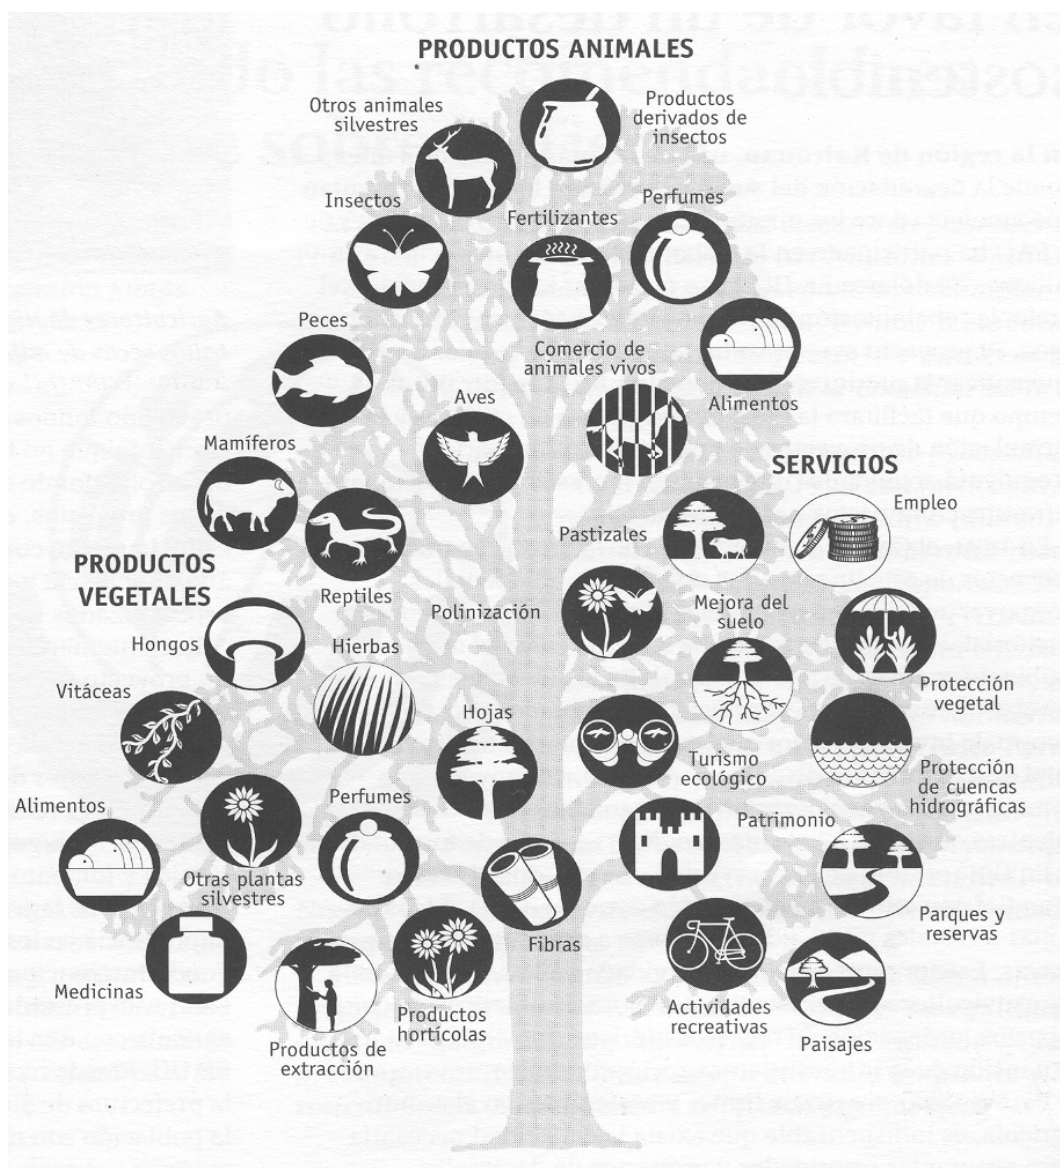 PRODUCTOS ANIMALES
Otros animales
silvestres
Productos
derivados de
insectos
Insectos
Fertilizantes
Perfumes
Peces
Comercio de
animales vivos
Alimentos
Aves
Mamíferos
Reptiles
SERVICIOS
Empleo
Pastizales
Polinización
Mejora del
suelo
Protección
vegetal
Turismo
ecológico
Protección
de cuencas
hidrográficas
Patrimonio
Parques y
reservas
Actividades
recreativas
Paisajes
PRODUCTOS
VEGETALES
Hongos
Hierbas
Vitáceas
Hojas
Alimentos
Perfumes
Otras plantas
silvestres
Fibras
Medicinas
Productos
hortícolas
Productos de
extracción